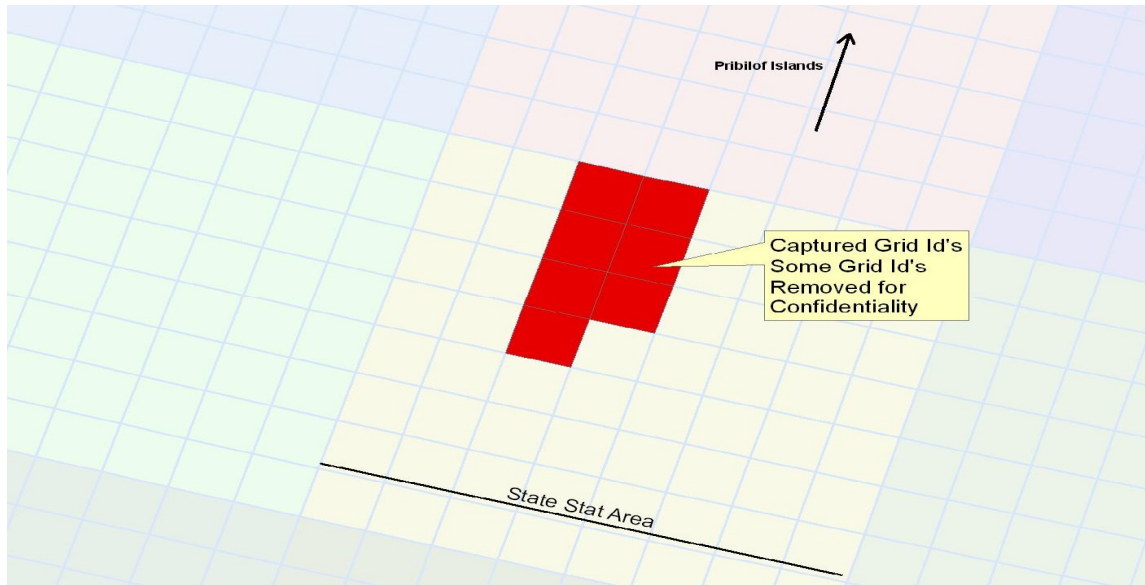 Pribilof Islands
Captured Grid Id's
Some Grid Id's
Removed for
Confidentiality
State Stat Area